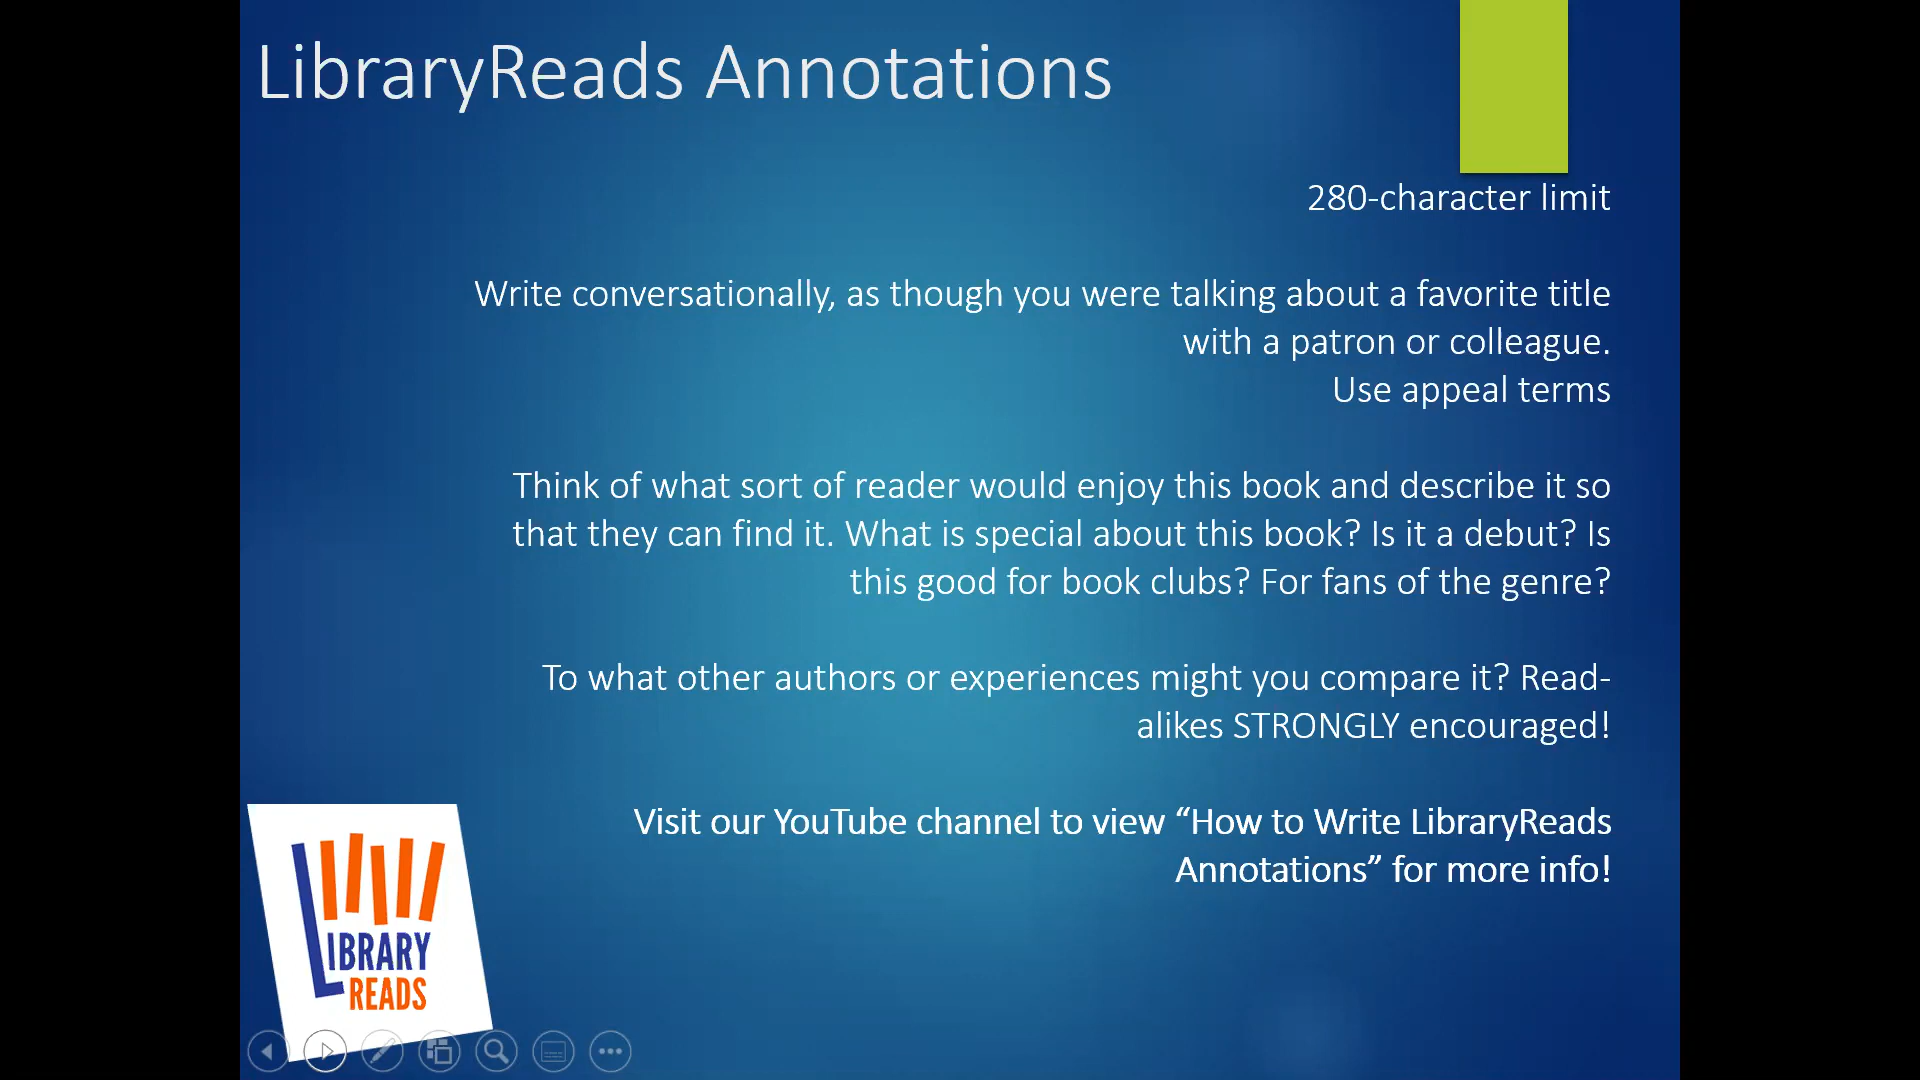 LibraryReads Annotations
280-character limit
Write conversationally, as though you were talking about a favorite title
with a patron or colleague.
Use appeal terms
Think of what sort of reader would enjoy this book and describe it so
that they can find it. What is special about this book? Is it a debut? Is
this good for book clubs? For fans of the genre?
To what other authors or experiences might you compare it? Read-
alikes STRONGLY encouraged!
Visit our YouTube channel to view “How to Write LibraryReads
Annotations” for more info!
LIBRARY
READS